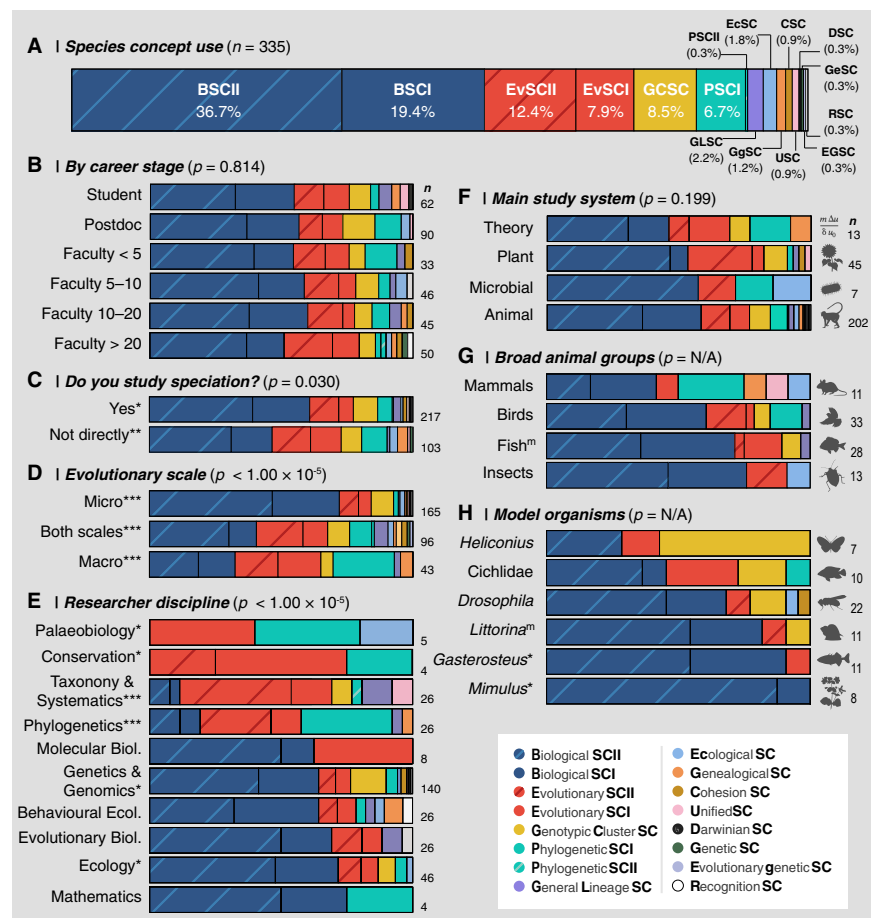 A | Species concept use (n = 335)
PSCII (0.3%)
EcSC (1.8%)
CSC (0.9%)
DSC (0.3%)
GeSC (0.3%)
RSC (0.3%)
EGSC (0.3%)
BSCII 36.7%
BSCI 19.4%
EvSCII 12.4%
EvSCI 7.9%
GCSC 8.5%
PSCI 6.7%
GLSC (2.2%)
GgSC (1.2%)
USC (0.9%)
B | By career stage (p = 0.814)
n
Student 62
Postdoc 90
Faculty < 5 33
Faculty 5–10 46
Faculty 10–20 45
Faculty > 20 50
C | Do you study speciation? (p = 0.030)
Yes* 217
Not directly** 103
D | Evolutionary scale (p < 1.00 × 10⁻⁵)
Micro*** 165
Both scales*** 96
Macro*** 43
E | Researcher discipline (p < 1.00 × 10⁻⁵)
Palaeobiology* 5
Conservation* 4
Taxonomy &
Systematics*** 26
Phylogenetics*** 26
Molecular Biol. 8
Genetics &
Genomics* 140
Behavioural Ecol. 26
Evolutionary Biol. 26
Ecology* 46
Mathematics 4
F | Main study system (p = 0.199)
n
Theory m Δu / δ u₀ 13
Plant 45
Microbial 7
Animal 202
G | Broad animal groups (p = N/A)
Mammals 11
Birds 33
Fishᵐ 28
Insects 13
H | Model organisms (p = N/A)
Heliconius 7
Cichlidae 10
Drosophila 22
Littorinaᵐ 11
Gasterosteus* 11
Mimulus* 8
Biological SCII
Biological SCI
Evolutionary SCII
Evolutionary SCI
Genotypic Cluster SC
Phylogenetic SCI
Phylogenetic SCII
General Lineage SC
Ecological SC
Genealogical SC
Cohesion SC
UnifiedSC
Darwinian SC
Genetic SC
Evolutionary genetic SC
Recognition SC